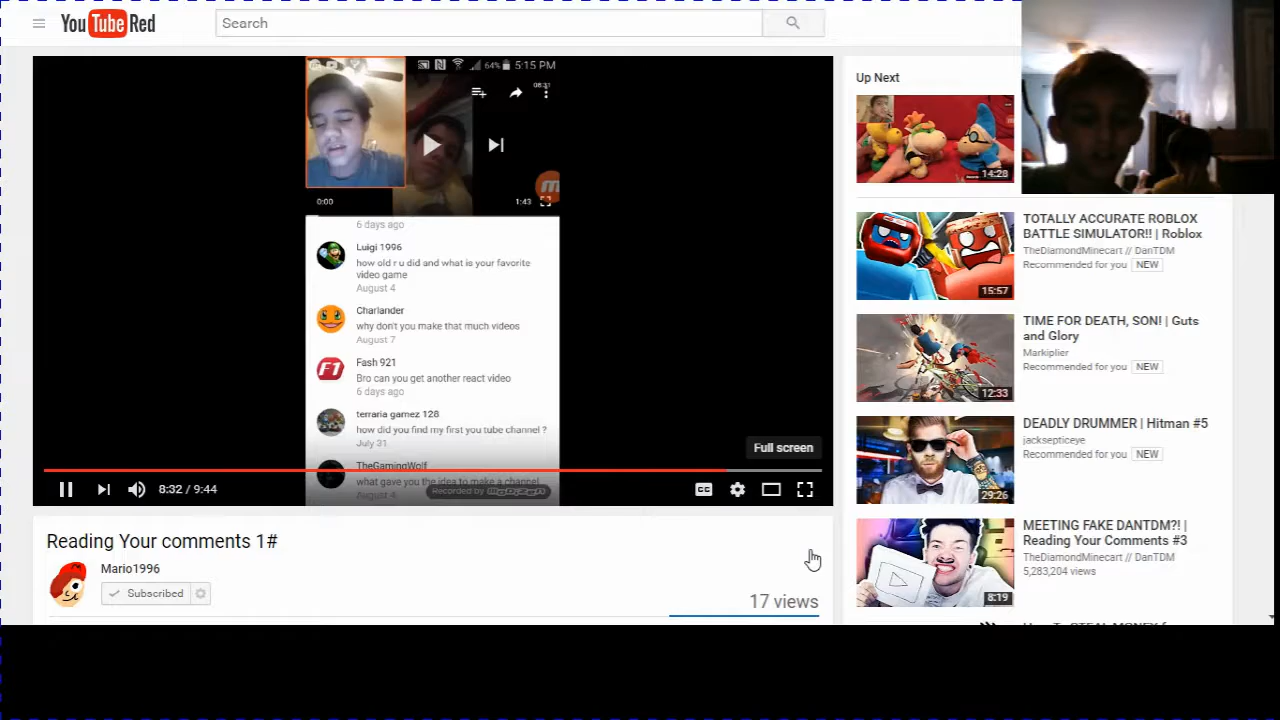 YouTube Red
Search
64% 5:15 PM
08:31
0:00
1:43
6 days ago
Luigi 1996
how old r u did and what is your favorite
video game
August 4
Charlander
why don't you make that much videos
August 7
Fash 921
Bro can you get another react video
6 days ago
terraria gamez 128
how did you find my first you tube channel ?
July 31
TheGamingWolf
what gave you the idea to make a channel
August 4
Recorded by
Full screen
8:32 / 9:44
CC
Reading Your comments 1#
Mario1996
Subscribed
17 views
Up Next
14:28
TOTALLY ACCURATE ROBLOX
BATTLE SIMULATOR!! | Roblox
TheDiamondMinecart // DanTDM
Recommended for you NEW
15:57
TIME FOR DEATH, SON! | Guts
and Glory
Markiplier
Recommended for you NEW
12:33
DEADLY DRUMMER | Hitman #5
jacksepticeye
Recommended for you NEW
29:26
MEETING FAKE DANTDM?! |
Reading Your Comments #3
TheDiamondMinecart // DanTDM
5,283,204 views
8:19